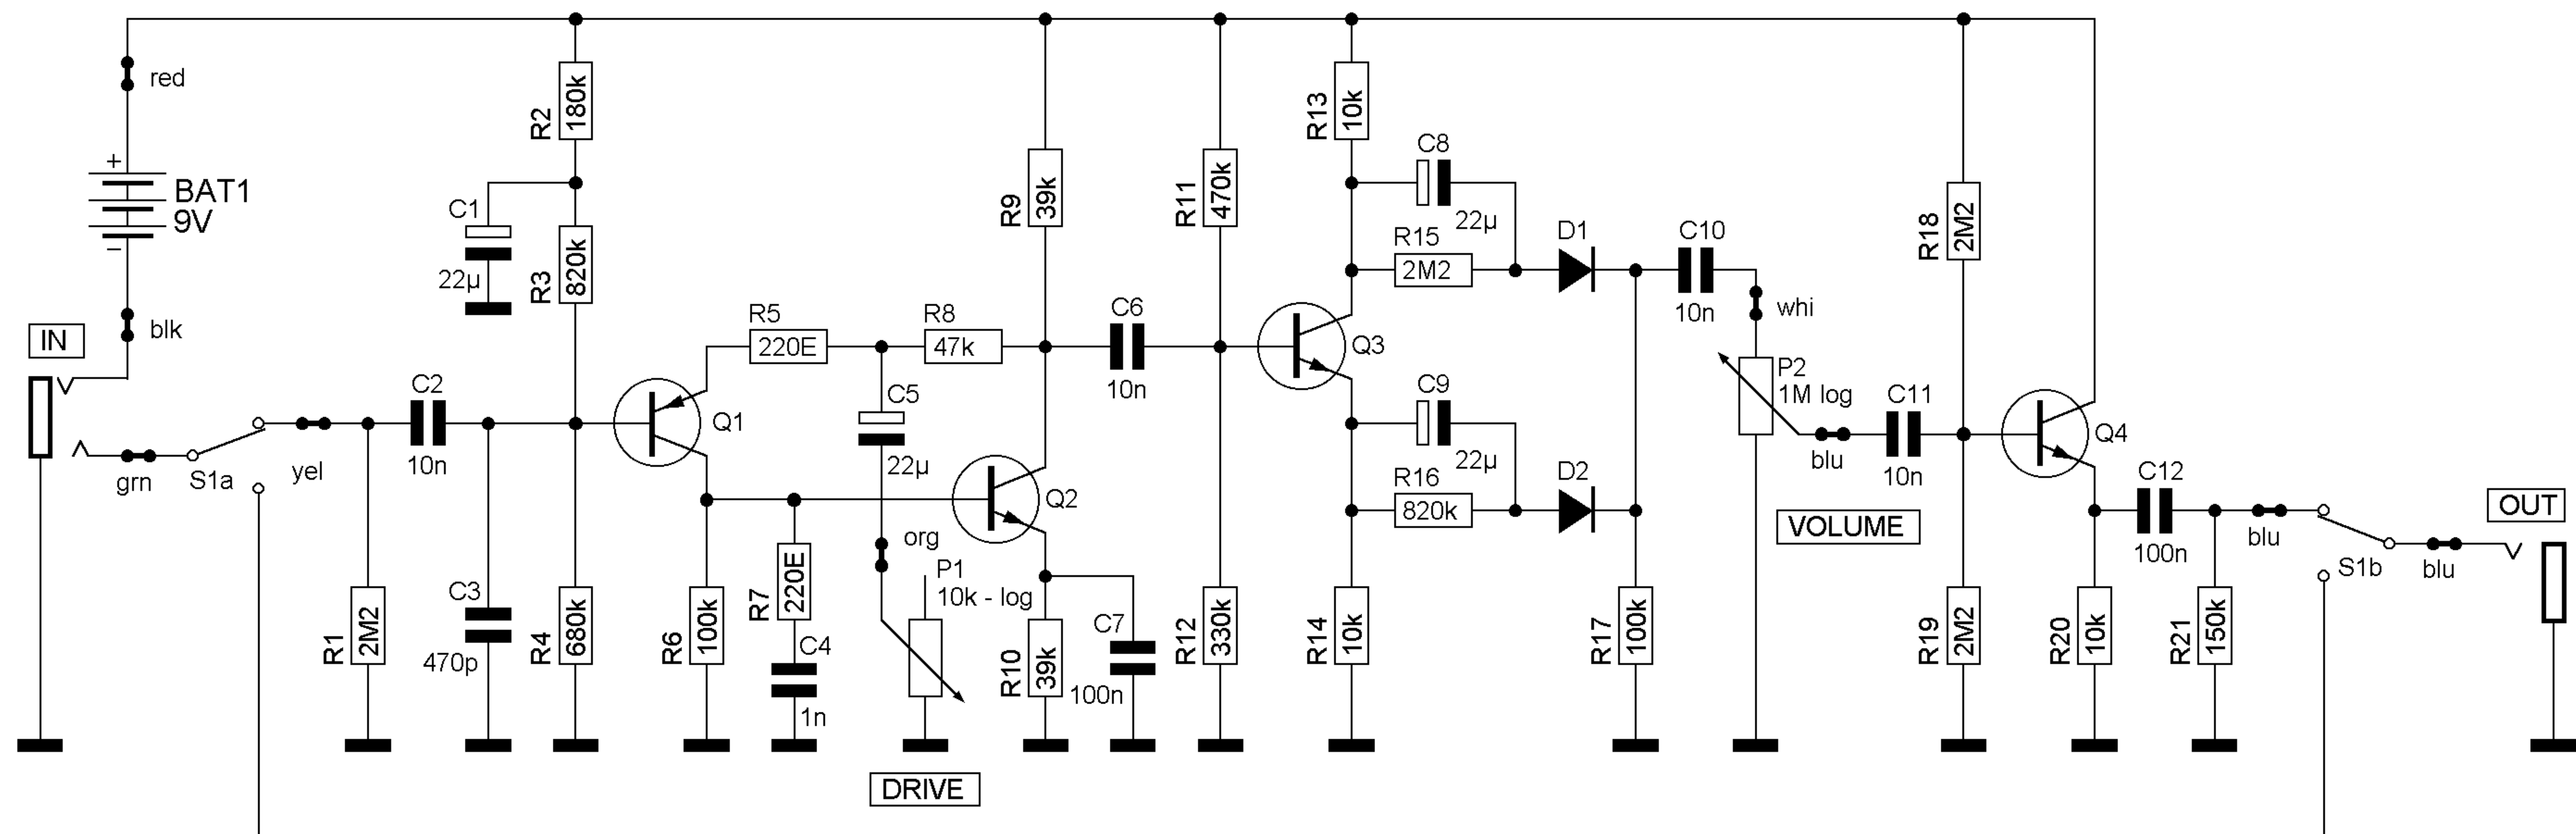 red
+
BAT1
9V
−
blk
IN
grn
S1a
yel
R1
2M2
C2
10n
C1
22µ
C3
470p
R2
180k
R3
820k
R4
680k
Q1
R5
220E
R6
100k
R7
220E
C4
1n
R8
47k
C5
22µ
org
P1
10k - log
DRIVE
Q2
R9
39k
R10
39k
C7
100n
C6
10n
R11
470k
R12
330k
Q3
R13
10k
R14
10k
C8
22µ
R15
2M2
D1
C9
22µ
R16
820k
D2
R17
100k
C10
10n
whi
P2
1M log
VOLUME
blu
C11
10n
R18
2M2
R19
2M2
Q4
R20
10k
C12
100n
R21
150k
blu
S1b
blu
OUT